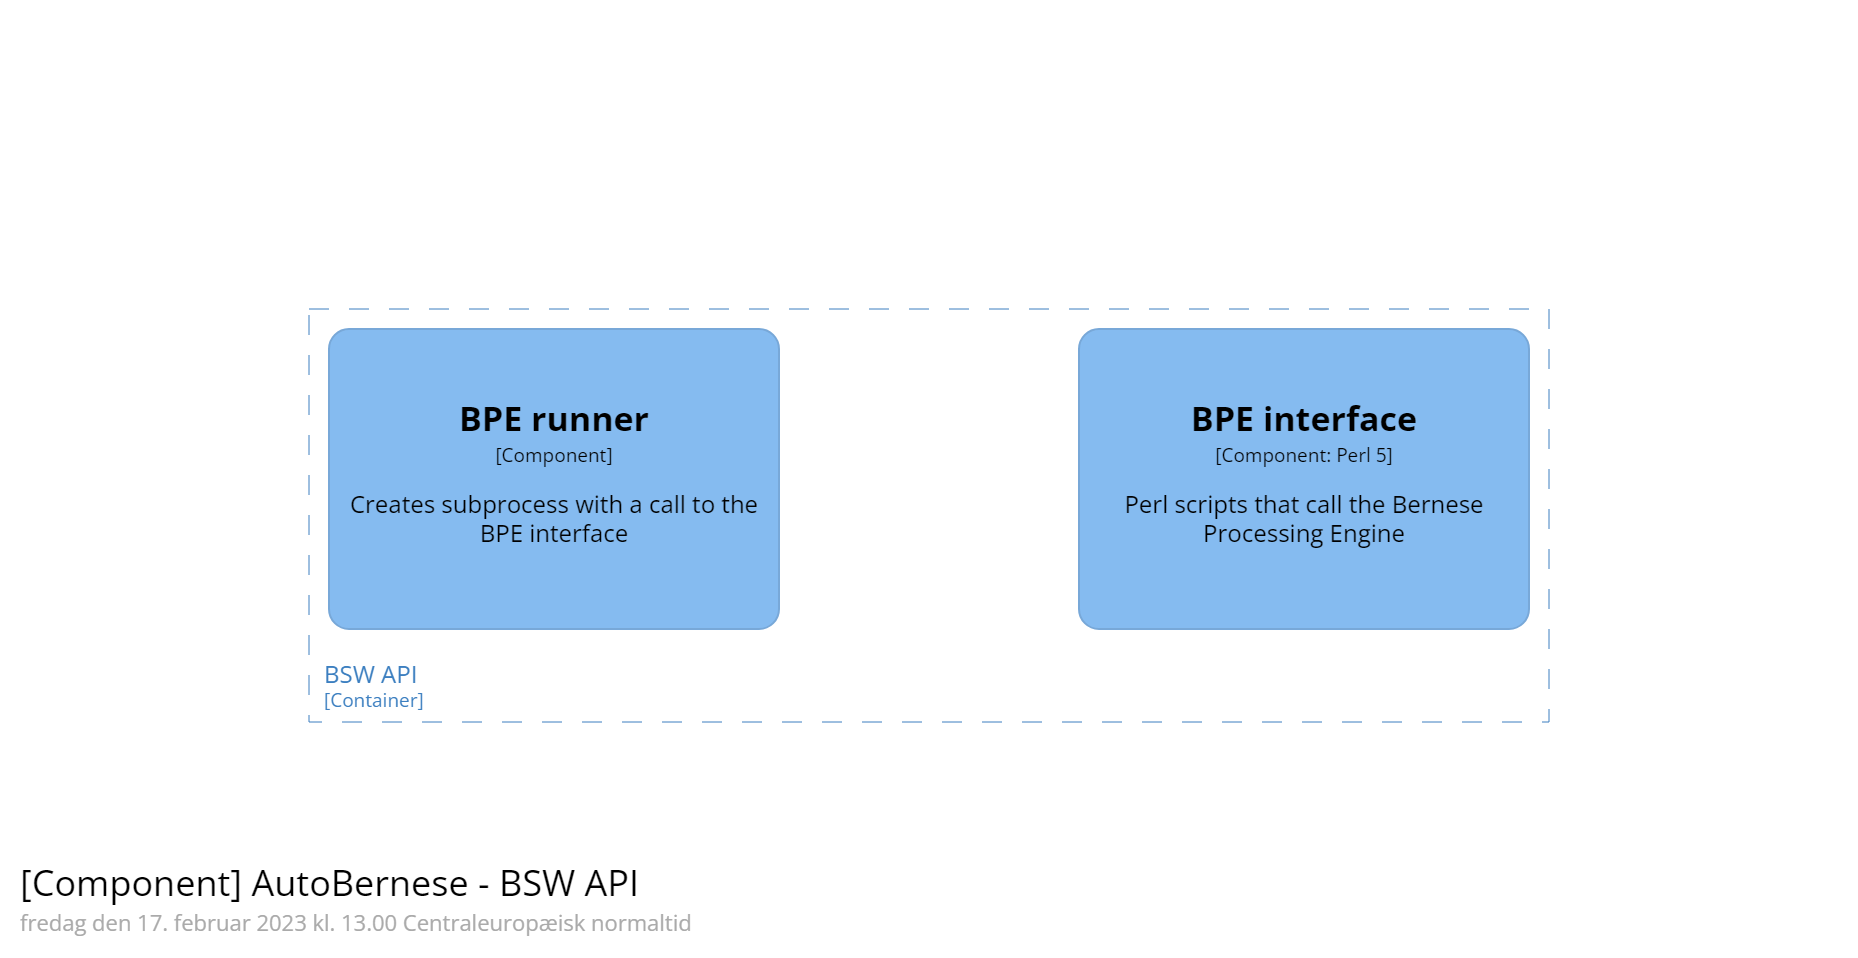 BPE runner
[Component]
Creates subprocess with a call to the
BPE interface
BPE interface
[Component: Perl 5]
Perl scripts that call the Bernese
Processing Engine
BSW API
[Container]
[Component] AutoBernese - BSW API
fredag den 17. februar 2023 kl. 13.00 Centraleuropæisk normaltid